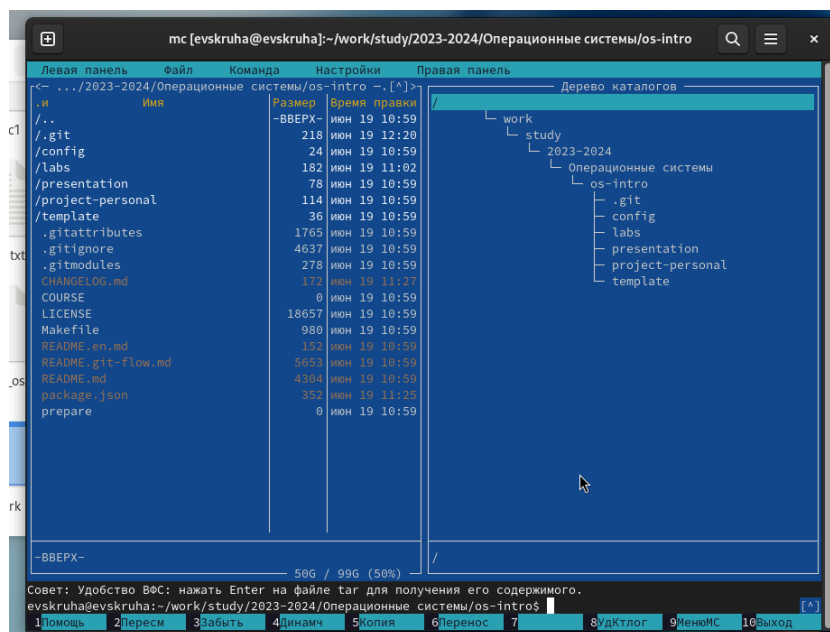 mc [evskruha@evskruha]:~/work/study/2023-2024/Операционные системы/os-intro
Левая панель Файл Команда Настройки Правая панель
<— .../2023-2024/Операционные системы/os-intro —.[^]>
.и Имя Размер Время правки
/.. -ВВЕРХ- июн 19 10:59
/.git 218 июн 19 12:20
/config 24 июн 19 10:59
/labs 182 июн 19 11:02
/presentation 78 июн 19 10:59
/project-personal 114 июн 19 10:59
/template 36 июн 19 10:59
.gitattributes 1765 июн 19 10:59
.gitignore 4637 июн 19 10:59
.gitmodules 278 июн 19 10:59
CHANGELOG.md 172 июн 19 11:27
COURSE 0 июн 19 10:59
LICENSE 18657 июн 19 10:59
Makefile 980 июн 19 10:59
README.en.md 152 июн 19 10:59
README.git-flow.md 5653 июн 19 10:59
README.md 4304 июн 19 10:59
package.json 352 июн 19 11:25
prepare 0 июн 19 10:59
-ВВЕРХ-
50G / 99G (50%)
Дерево каталогов
/
work
study
2023-2024
Операционные системы
os-intro
.git
config
labs
presentation
project-personal
template
/
Совет: Удобство ВФС: нажать Enter на файле tar для получения его содержимого.
evskruha@evskruha:~/work/study/2023-2024/Операционные системы/os-intro$ [^]
1Помощь 2Пересм 3Забыть 4Динамч 5Копия 6Перенос 7 8УдКтлог 9МенюМС 10Выход
c1
txt
_os
rk